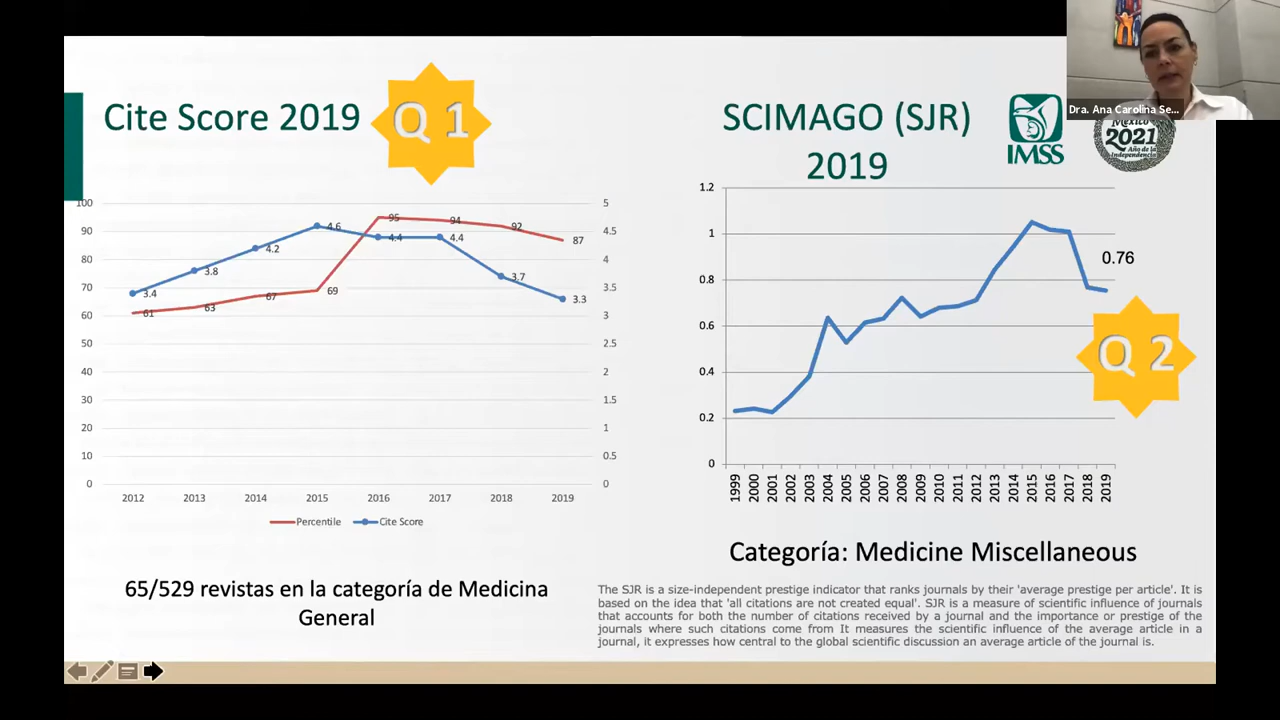 Dra. Ana Carolina Se...
Cite Score 2019
Q 1
SCIMAGO (SJR)
2019
IMSS
México
2021
Año de la
Independencia
100
90
80
70
60
50
40
30
20
10
0
5
4.5
4
3.5
3
2.5
2
1.5
1
0.5
0
95
94
92
87
4.6
4.4
4.4
4.2
3.8
3.7
3.4
3.3
61
63
67
69
2012 2013 2014 2015 2016 2017 2018 2019
Percentile Cite Score
65/529 revistas en la categoría de Medicina
General
1.2
1
0.8
0.6
0.4
0.2
0
0.76
Q 2
1999 2000 2001 2002 2003 2004 2005 2006 2007 2008 2009 2010 2011 2012 2013 2014 2015 2016 2017 2018 2019
Categoría: Medicine Miscellaneous
The SJR is a size-independent prestige indicator that ranks journals by their 'average prestige per article'. It is
based on the idea that 'all citations are not created equal'. SJR is a measure of scientific influence of journals
that accounts for both the number of citations received by a journal and the importance or prestige of the
journals where such citations come from It measures the scientific influence of the average article in a
journal, it expresses how central to the global scientific discussion an average article of the journal is.